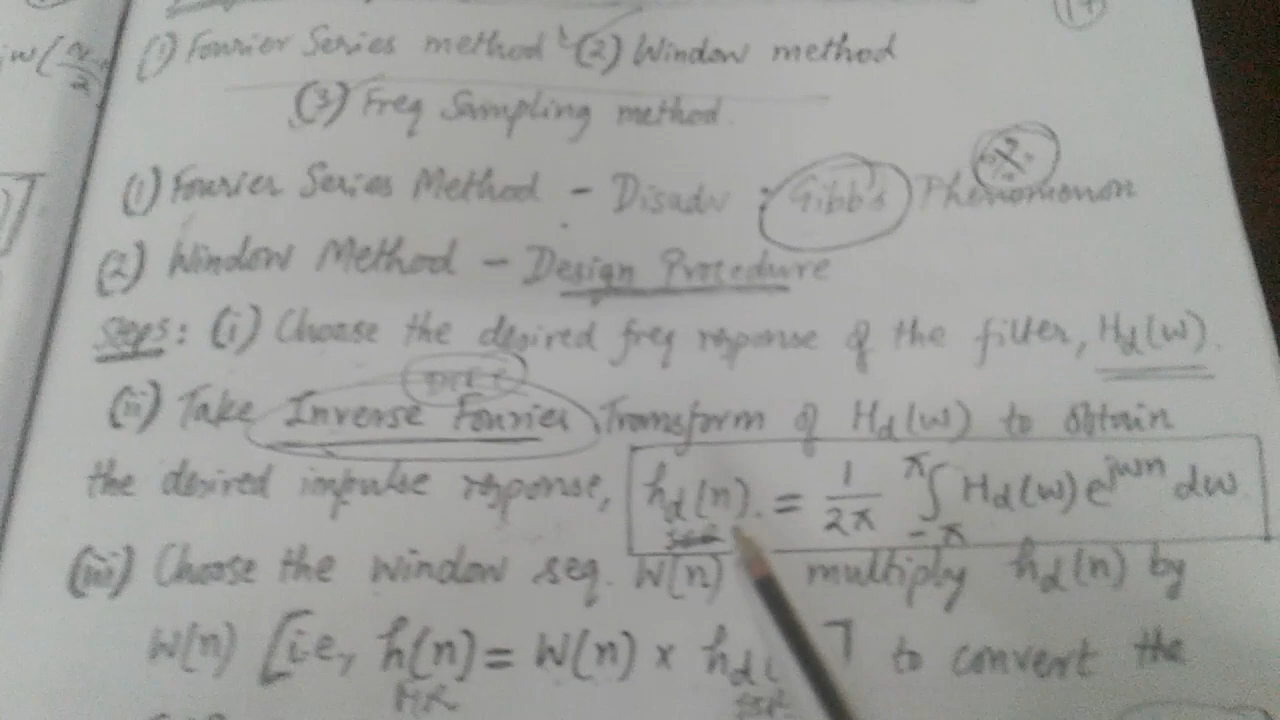 (1) Fourier Series method (2) Window method
(3) Freq Sampling method.
(1) Fourier Series Method - Disadv : Gibb's Phenomonon
(2) Window Method - Design Procedure
Steps: (i) Choose the desired freq response of the filter, Hd(w).
(ii) Take Inverse Fourier Transform of Hd(w) to obtain
the desired impulse response, hd(n) = 1/2π ∫ from -π to π Hd(w) e^jwn dw
(iii) Choose the window seq. W(n) multiply hd(n) by
W(n) [ie, h(n) = W(n) x hd ] to convert the